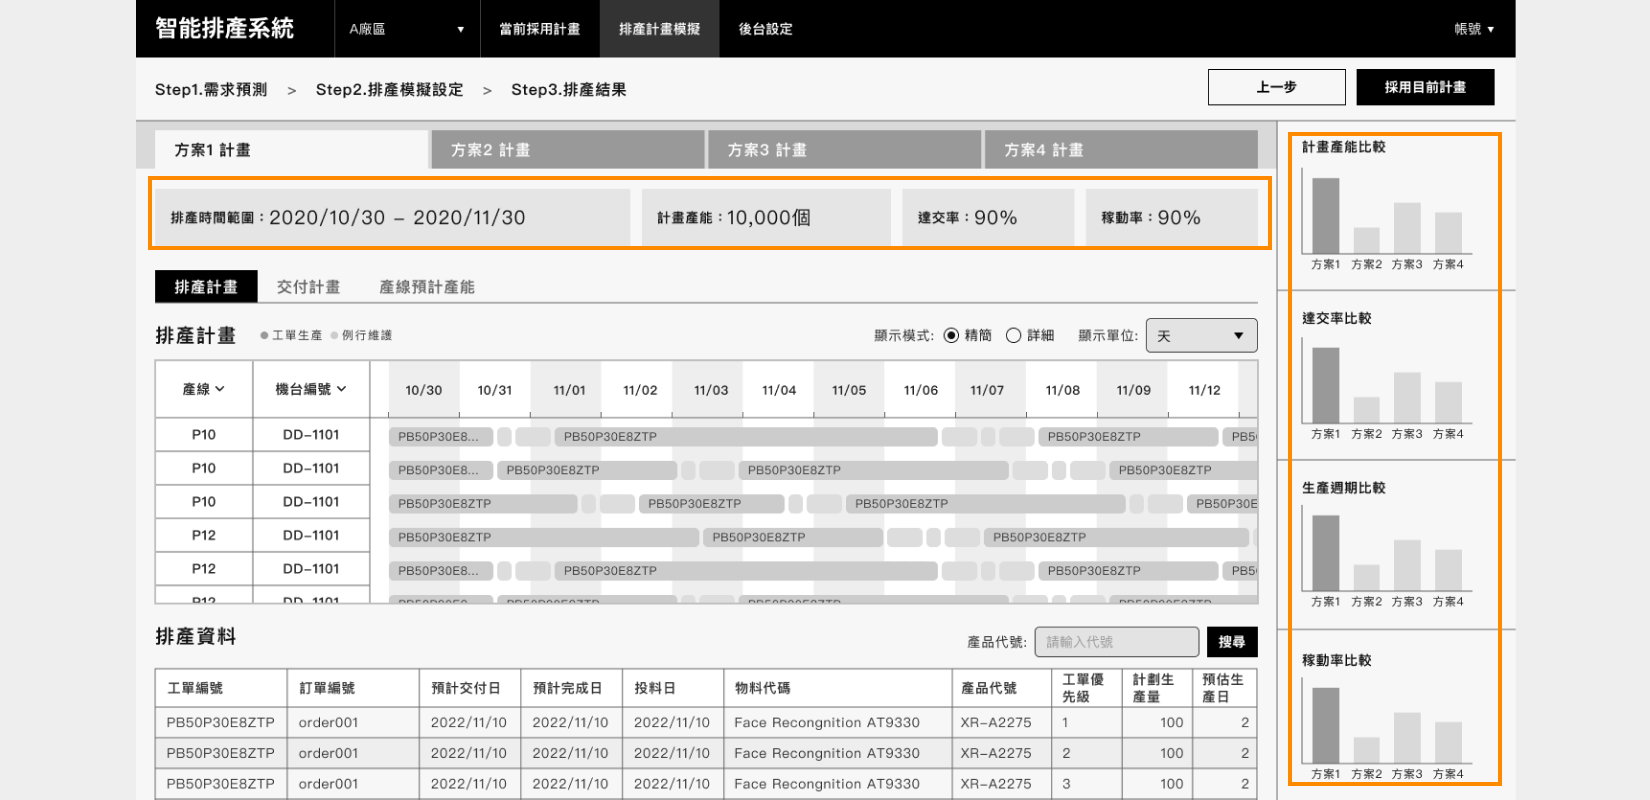 智能排產系統 A廠區 ▼ 當前採用計畫 排產計畫模擬 後台設定 帳號 ▼
Step1.需求預測 > Step2.排產模擬設定 > Step3.排產結果 上一步 採用目前計畫
方案1 計畫 方案2 計畫 方案3 計畫 方案4 計畫
排產時間範圍：2020/10/30 – 2020/11/30 計畫產能：10,000個 達交率：90% 稼動率：90%
排產計畫 交付計畫 產線預計產能
排產計畫 工單生產 例行維護 顯示模式: 精簡 詳細 顯示單位: 天 ▼
產線 機台編號 10/30 10/31 11/01 11/02 11/03 11/04 11/05 11/06 11/07 11/08 11/09 11/12
P10 DD–1101 PB50P30E8... PB50P30E8ZTP PB50P30E8ZTP PB5
P10 DD–1101 PB50P30E8... PB50P30E8ZTP PB50P30E8ZTP PB50P30E8ZTP
P10 DD–1101 PB50P30E8ZTP PB50P30E8ZTP PB50P30E8ZTP PB50P30E
P12 DD–1101 PB50P30E8ZTP PB50P30E8ZTP PB50P30E8ZTP
P12 DD–1101 PB50P30E8... PB50P30E8ZTP PB50P30E8ZTP PB5
P12 DD–1101 PB50P30E8... PB50P30E8ZTP PB50P30E8ZTP PB50P30E8ZTP
排產資料 產品代號: 請輸入代號 搜尋
工單編號 訂單編號 預計交付日 預計完成日 投料日 物料代碼 產品代號 工單優先級 計劃生產量 預估生產日
PB50P30E8ZTP order001 2022/11/10 2022/11/10 2022/11/10 Face Recongnition AT9330 XR–A2275 1 100 2
PB50P30E8ZTP order001 2022/11/10 2022/11/10 2022/11/10 Face Recongnition AT9330 XR–A2275 2 100 2
PB50P30E8ZTP order001 2022/11/10 2022/11/10 2022/11/10 Face Recongnition AT9330 XR–A2275 3 100 2
計畫產能比較
方案1 方案2 方案3 方案4
達交率比較
方案1 方案2 方案3 方案4
生產週期比較
方案1 方案2 方案3 方案4
稼動率比較
方案1 方案2 方案3 方案4